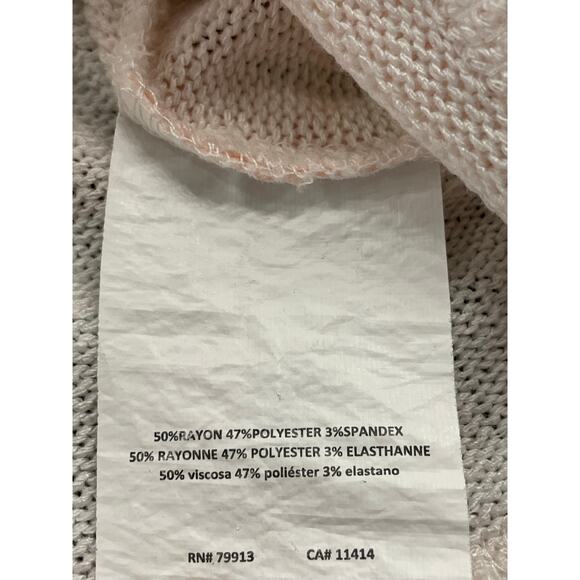 50%RAYON 47%POLYESTER 3%SPANDEX
50% RAYONNE 47% POLYESTER 3% ELASTHANNE
50% viscosa 47% poliéster 3% elastano
RN# 79913 CA# 11414